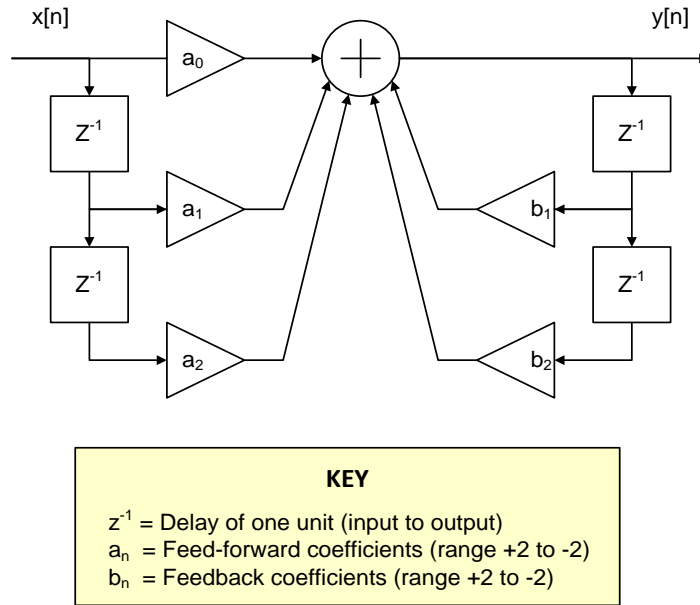 x[n] y[n]
a₀
Z⁻¹ Z⁻¹
a₁ b₁
Z⁻¹ Z⁻¹
a₂ b₂
KEY
z⁻¹ = Delay of one unit (input to output)
aₙ = Feed-forward coefficients (range +2 to -2)
bₙ = Feedback coefficients (range +2 to -2)